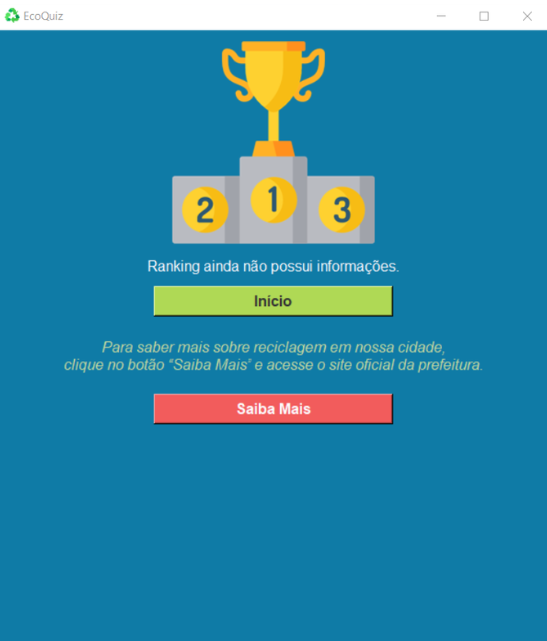 EcoQuiz
2 1 3
Ranking ainda não possui informações.
Início
Para saber mais sobre reciclagem em nossa cidade,
clique no botão "Saiba Mais" e acesse o site oficial da prefeitura.
Saiba Mais